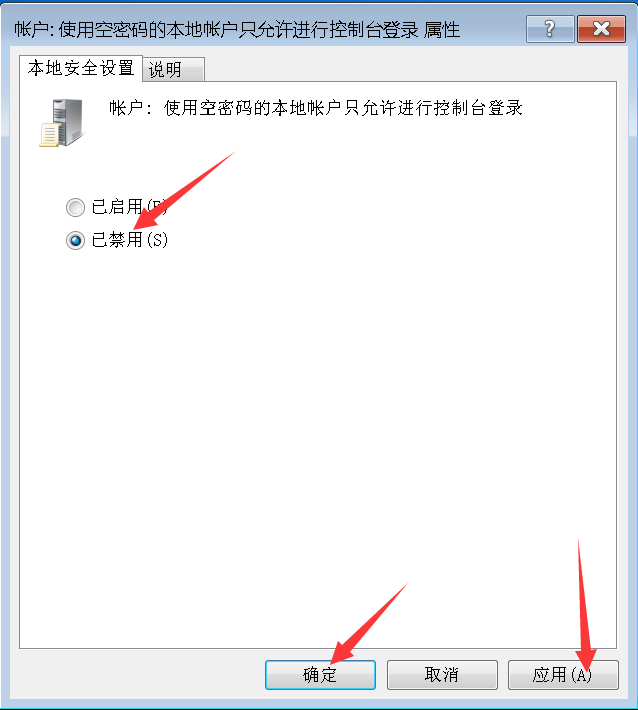 帐户: 使用空密码的本地帐户只允许进行控制台登录 属性
?
本地安全设置 说明
帐户: 使用空密码的本地帐户只允许进行控制台登录
已启用(E)
已禁用(S)
确定 取消 应用(A)